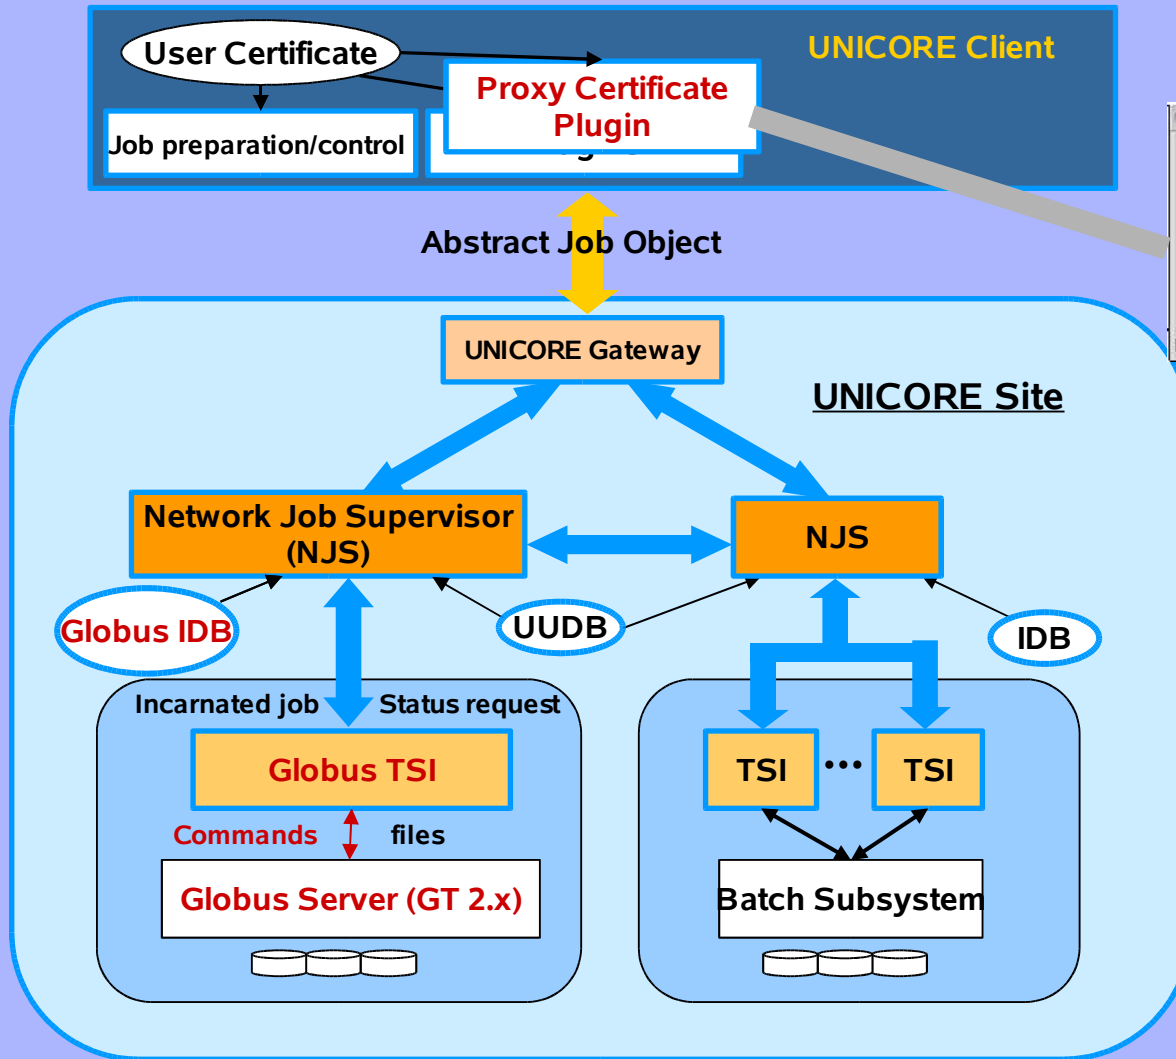 User Certificate
UNICORE Client
Proxy Certificate
Plugin
Job preparation/control
Abstract Job Object
UNICORE Gateway
UNICORE Site
Network Job Supervisor
(NJS)
NJS
Globus IDB
UUDB
IDB
Incarnated job
Status request
Globus TSI
TSI
•••
TSI
Commands
files
Globus Server (GT 2.x)
Batch Subsystem